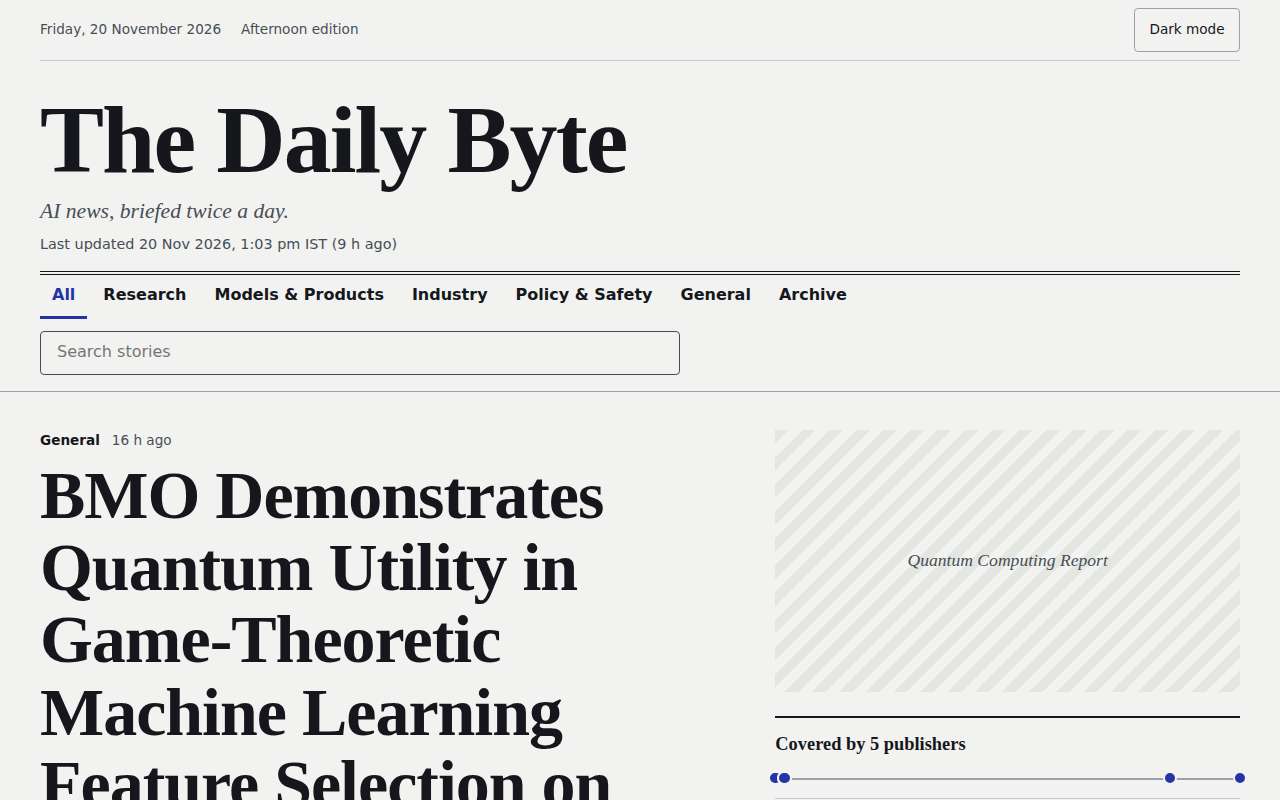 Friday, 20 November 2026 Afternoon edition
Dark mode
The Daily Byte
AI news, briefed twice a day.
Last updated 20 Nov 2026, 1:03 pm IST (9 h ago)
All Research Models & Products Industry Policy & Safety General Archive
Search stories
General 16 h ago
BMO Demonstrates
Quantum Utility in
Game-Theoretic
Machine Learning
Feature Selection on
Quantum Computing Report
Covered by 5 publishers